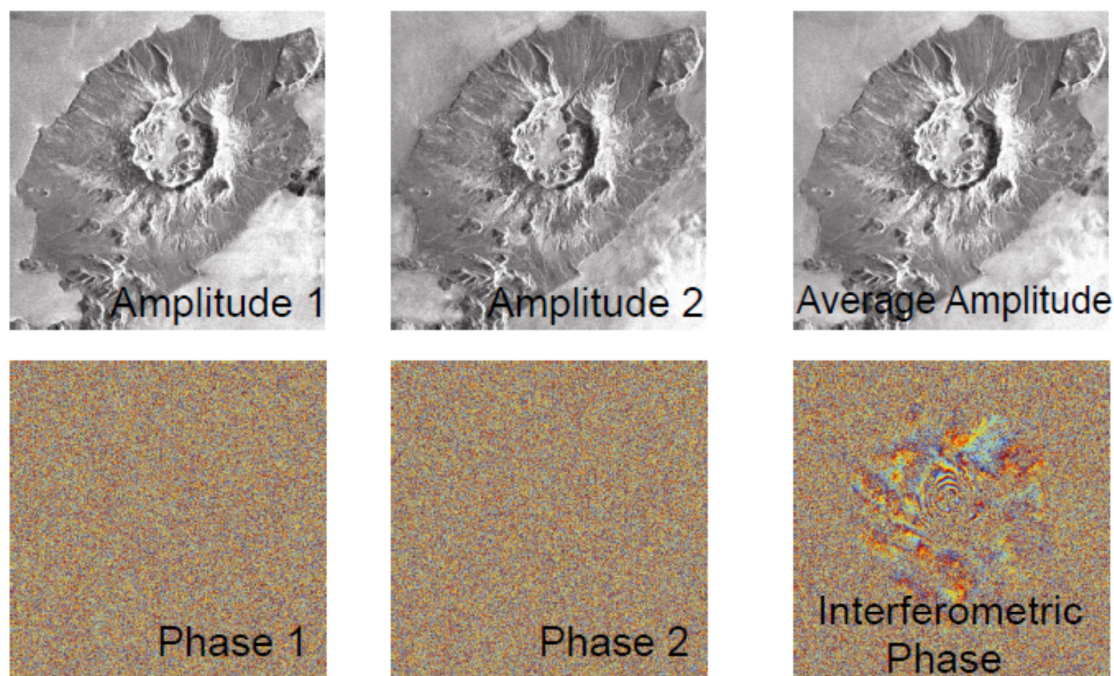 Amplitude 1
Amplitude 2
Average Amplitude
Phase 1
Phase 2
Interferometric
Phase